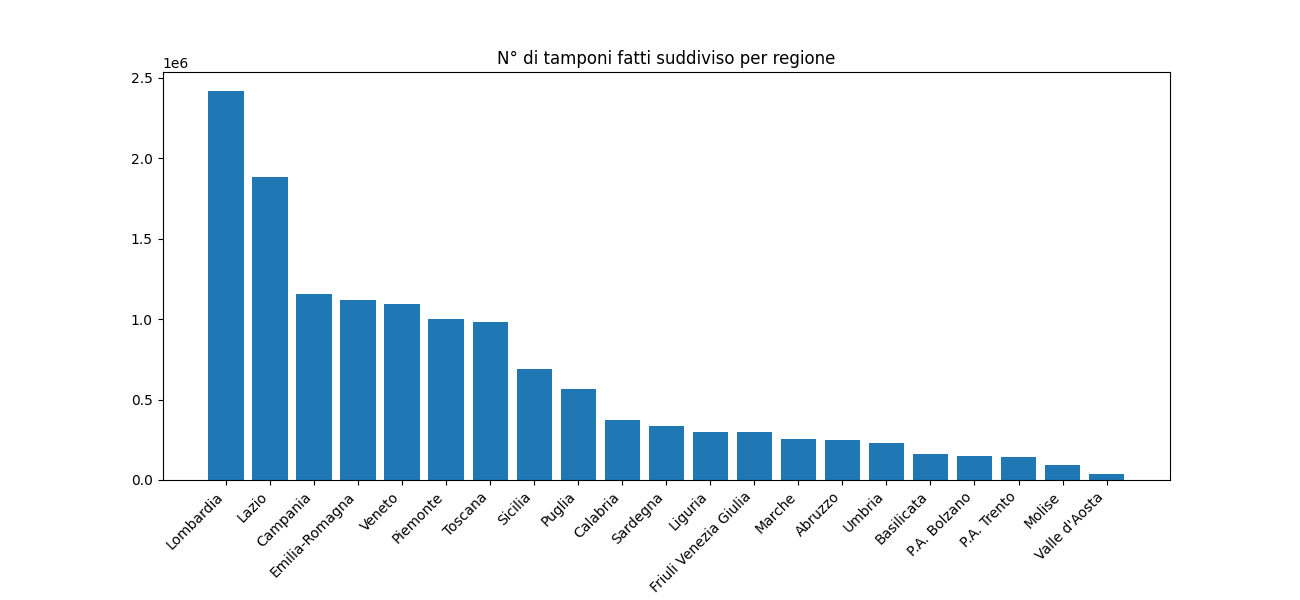 N° di tamponi fatti suddiviso per regione
1e6
2.5
2.0
1.5
1.0
0.5
0.0
Lombardia
Lazio
Campania
Emilia-Romagna
Veneto
Piemonte
Toscana
Sicilia
Puglia
Calabria
Sardegna
Liguria
Friuli Venezia Giulia
Marche
Abruzzo
Umbria
Basilicata
P.A. Bolzano
P.A. Trento
Molise
Valle d'Aosta